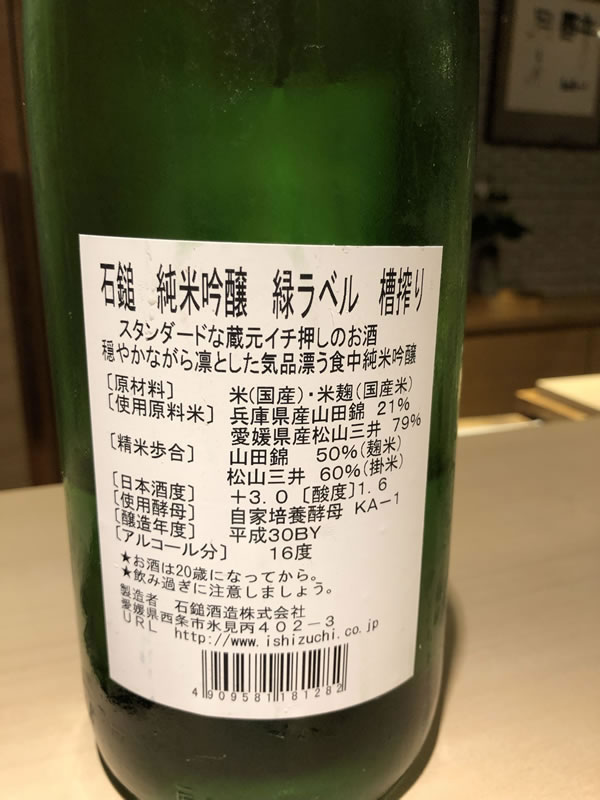 石鎚　純米吟醸　緑ラベル　槽搾り
スタンダードな蔵元イチ押しのお酒
穏やかながら凛とした気品漂う食中純米吟醸
［原材料］　米(国産)・米麹(国産米)
［使用原料米］兵庫県産山田錦 21%
愛媛県産松山三井 79%
［精米歩合］　山田錦　50%(麹米)
松山三井 60%(掛米)
［日本酒度］　+3.0［酸度］1.6
［使用酵母］　自家培養酵母 KA-1
［醸造年度］　平成30BY
［アルコール分］　16度
★お酒は20歳になってから。
★飲み過ぎに注意しましょう。
製造者　石鎚酒造株式会社
愛媛県西条市氷見丙402-3
URL　http://www.ishizuchi.co.jp
4909581181282